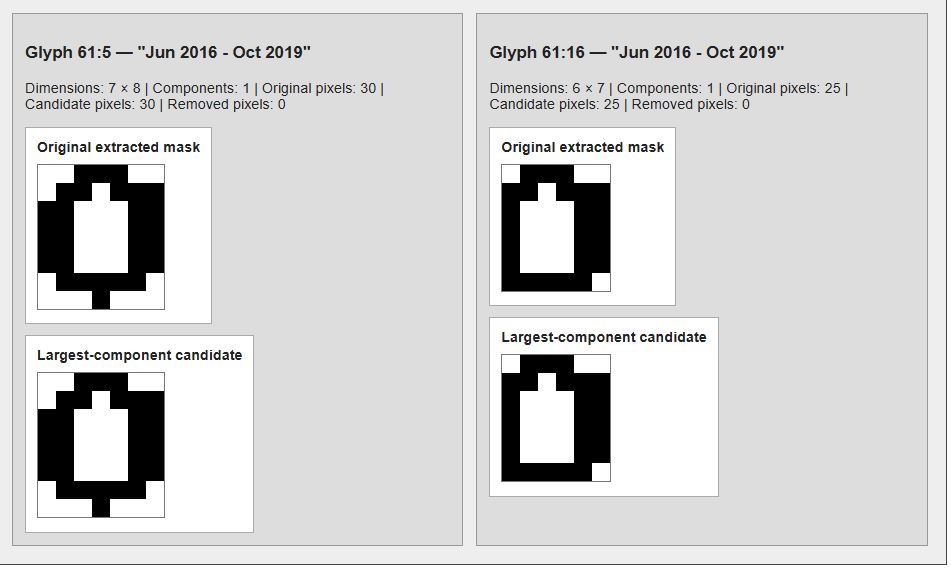 Glyph 61:5 — "Jun 2016 - Oct 2019"
Dimensions: 7 × 8 | Components: 1 | Original pixels: 30 |
Candidate pixels: 30 | Removed pixels: 0
Original extracted mask
Largest-component candidate
Glyph 61:16 — "Jun 2016 - Oct 2019"
Dimensions: 6 × 7 | Components: 1 | Original pixels: 25 |
Candidate pixels: 25 | Removed pixels: 0
Original extracted mask
Largest-component candidate